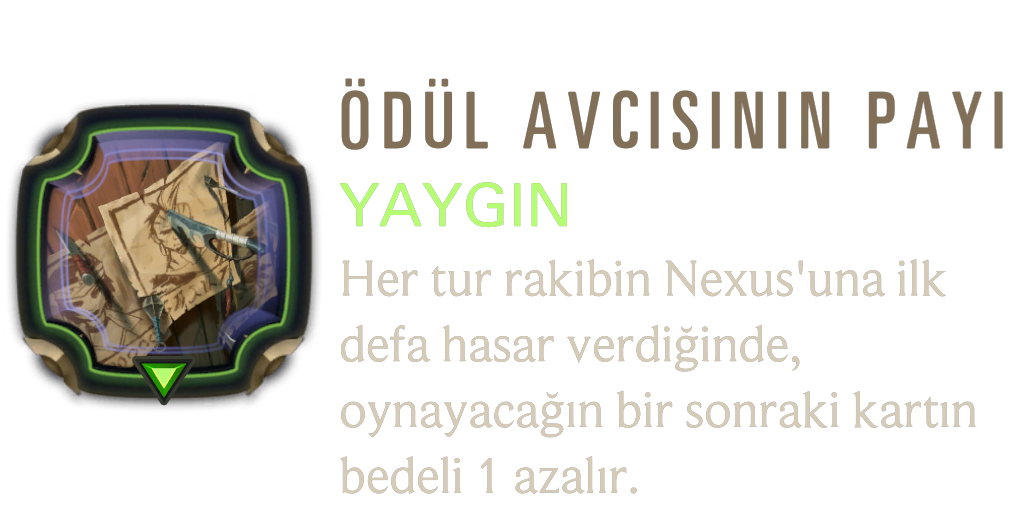 ÖDÜL AVCISININ PAYI
YAYGIN
Her tur rakibin Nexus'una ilk
defa hasar verdiğinde,
oynayacağın bir sonraki kartın
bedeli 1 azalır.